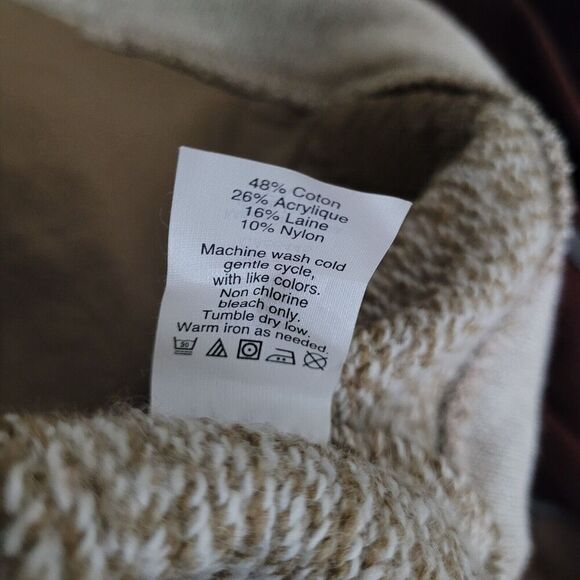 48% Coton
26% Acrylique
16% Laine
10% Nylon
Machine wash cold
gentle cycle,
with like colors.
Non chlorine
bleach only.
Tumble dry low.
Warm iron as needed.